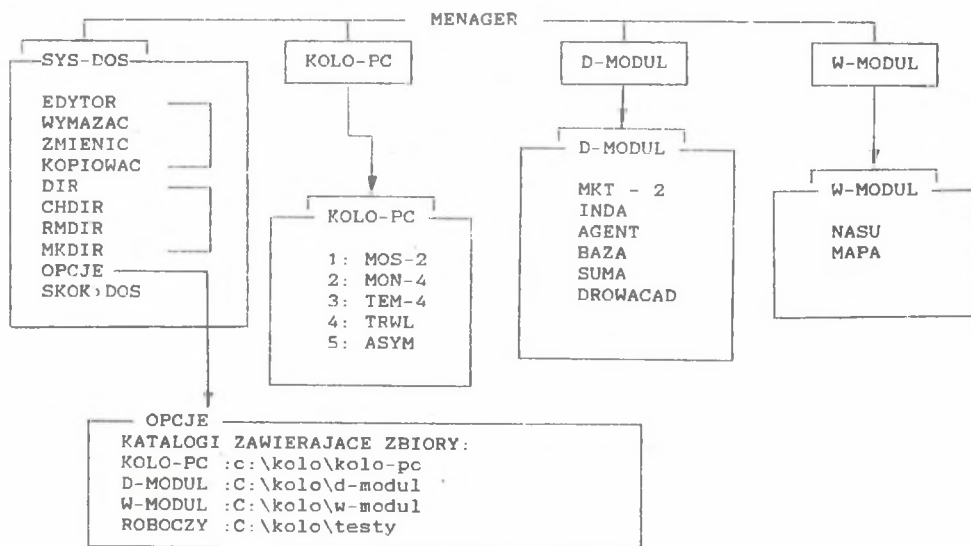 MENAGER
SYS-DOS
EDYTOR
WYMAZAC
ZMIENIC
KOPIOWAC
DIR
CHDIR
RMDIR
MKDIR
OPCJE
SKOK>DOS
KOLO-PC
KOLO-PC
1: MOS-2
2: MON-4
3: TEM-4
4: TRWL
5: ASYM
D-MODUL
D-MODUL
MKT - 2
INDA
AGENT
BAZA
SUMA
DROWACAD
W-MODUL
W-MODUL
NASU
MAPA
OPCJE
KATALOGI ZAWIERAJACE ZBIORY:
KOLO-PC :c:\kolo\kolo-pc
D-MODUL :C:\kolo\d-modul
W-MODUL :C:\kolo\w-modul
ROBOCZY :C:\kolo\testy